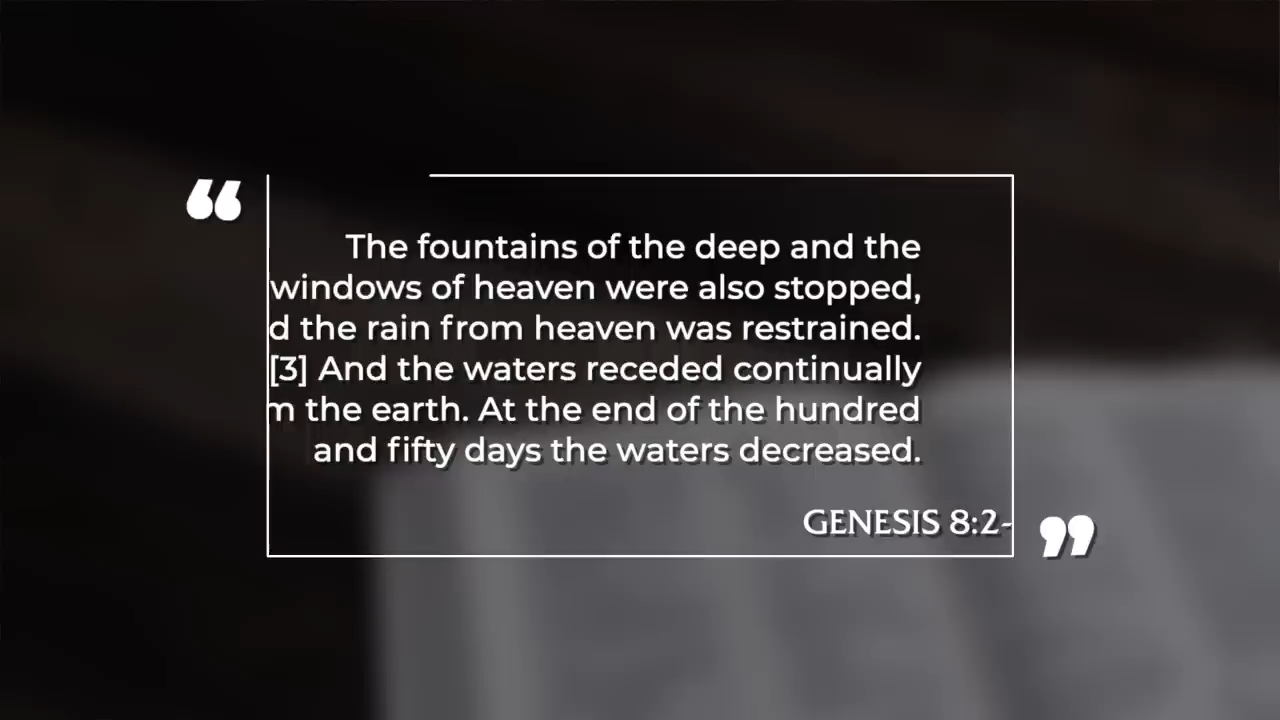 “
The fountains of the deep and the
windows of heaven were also stopped,
d the rain from heaven was restrained.
[3] And the waters receded continually
m the earth. At the end of the hundred
and fifty days the waters decreased.
GENESIS 8:2-
”